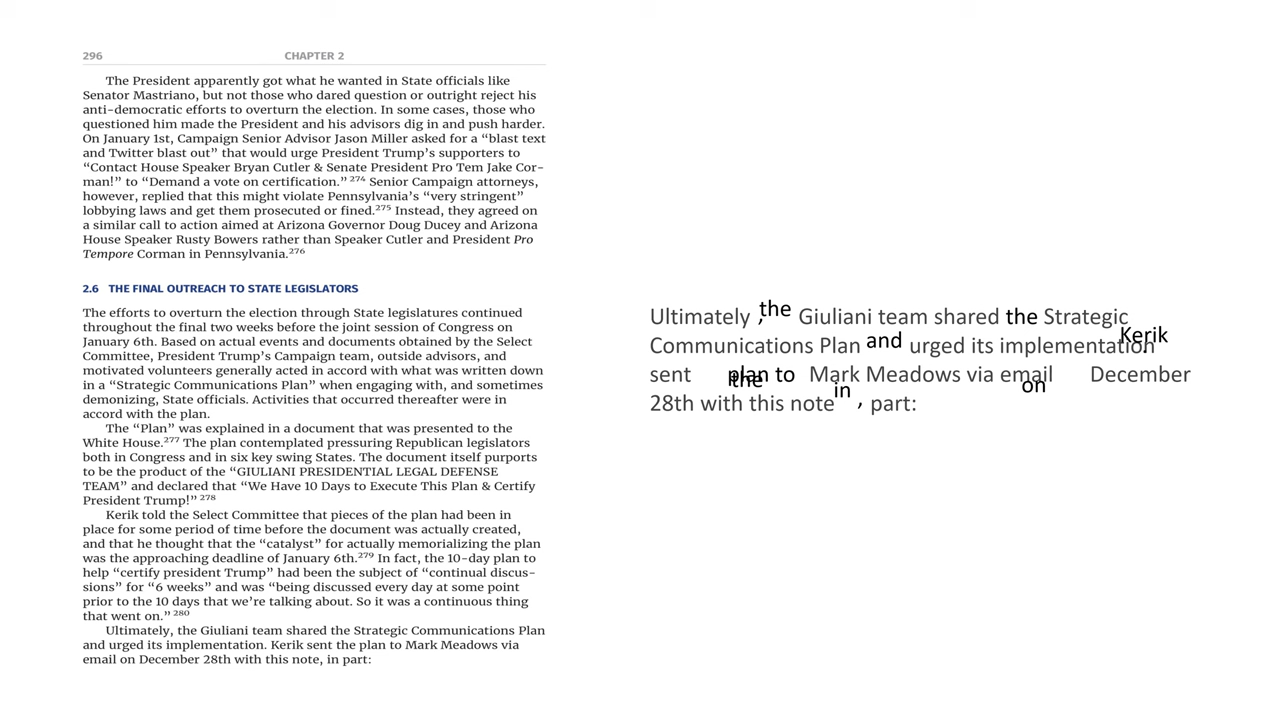 296 CHAPTER 2
The President apparently got what he wanted in State officials like
Senator Mastriano, but not those who dared question or outright reject his
anti-democratic efforts to overturn the election. In some cases, those who
questioned him made the President and his advisors dig in and push harder.
On January 1st, Campaign Senior Advisor Jason Miller asked for a “blast text
and Twitter blast out” that would urge President Trump’s supporters to
“Contact House Speaker Bryan Cutler & Senate President Pro Tem Jake Cor-
man!” to “Demand a vote on certification.” 274 Senior Campaign attorneys,
however, replied that this might violate Pennsylvania’s “very stringent”
lobbying laws and get them prosecuted or fined.275 Instead, they agreed on
a similar call to action aimed at Arizona Governor Doug Ducey and Arizona
House Speaker Rusty Bowers rather than Speaker Cutler and President Pro
Tempore Corman in Pennsylvania.276
2.6 THE FINAL OUTREACH TO STATE LEGISLATORS
The efforts to overturn the election through State legislatures continued
throughout the final two weeks before the joint session of Congress on
January 6th. Based on actual events and documents obtained by the Select
Committee, President Trump’s Campaign team, outside advisors, and
motivated volunteers generally acted in accord with what was written down
in a “Strategic Communications Plan” when engaging with, and sometimes
demonizing, State officials. Activities that occurred thereafter were in
accord with the plan.
The “Plan” was explained in a document that was presented to the
White House.277 The plan contemplated pressuring Republican legislators
both in Congress and in six key swing States. The document itself purports
to be the product of the “GIULIANI PRESIDENTIAL LEGAL DEFENSE
TEAM” and declared that “We Have 10 Days to Execute This Plan & Certify
President Trump!” 278
Kerik told the Select Committee that pieces of the plan had been in
place for some period of time before the document was actually created,
and that he thought that the “catalyst” for actually memorializing the plan
was the approaching deadline of January 6th.279 In fact, the 10-day plan to
help “certify president Trump” had been the subject of “continual discus-
sions” for “6 weeks” and was “being discussed every day at some point
prior to the 10 days that we’re talking about. So it was a continuous thing
that went on.” 280
Ultimately, the Giuliani team shared the Strategic Communications Plan
and urged its implementation. Kerik sent the plan to Mark Meadows via
email on December 28th with this note, in part:
Ultimately , the Giuliani team shared the Strategic
Communications Plan and urged its implementation . Kerik
sent the plan to Mark Meadows via email on December
28th with this note in , part: